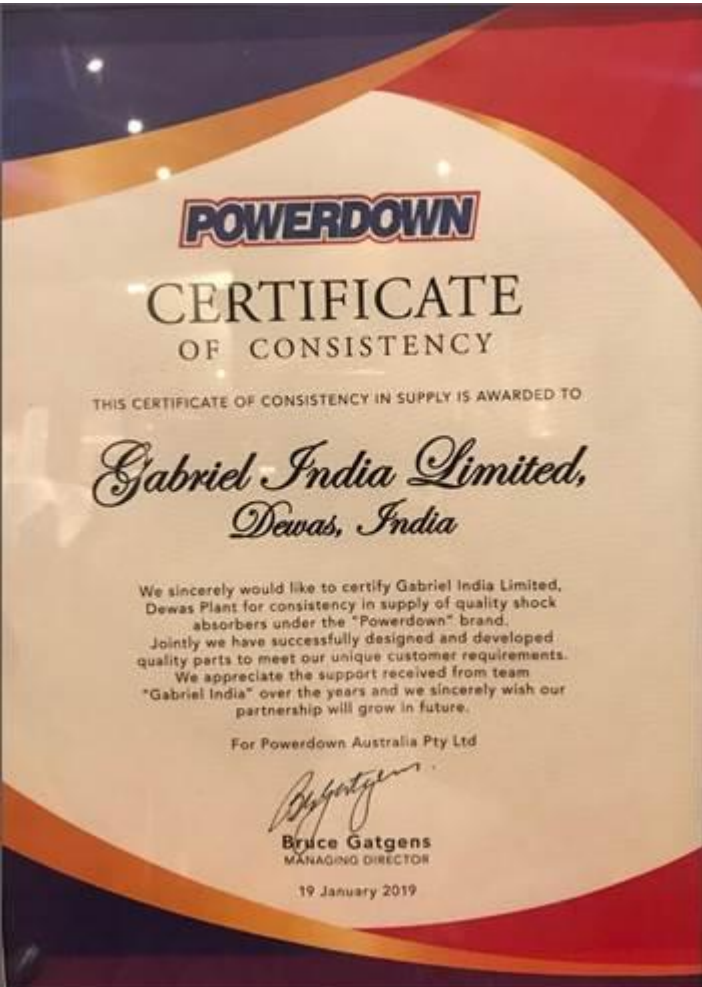 POWERDOWN
CERTIFICATE
OF CONSISTENCY
THIS CERTIFICATE OF CONSISTENCY IN SUPPLY IS AWARDED TO
Gabriel India Limited,
Dewas, India
We sincerely would like to certify Gabriel India Limited,
Dewas Plant for consistency in supply of quality shock
absorbers under the "Powerdown" brand.
Jointly we have successfully designed and developed
quality parts to meet our unique customer requirements.
We appreciate the support received from team
"Gabriel India" over the years and we sincerely wish our
partnership will grow in future.
For Powerdown Australia Pty Ltd
Bruce Gatgens
MANAGING DIRECTOR
19 January 2019